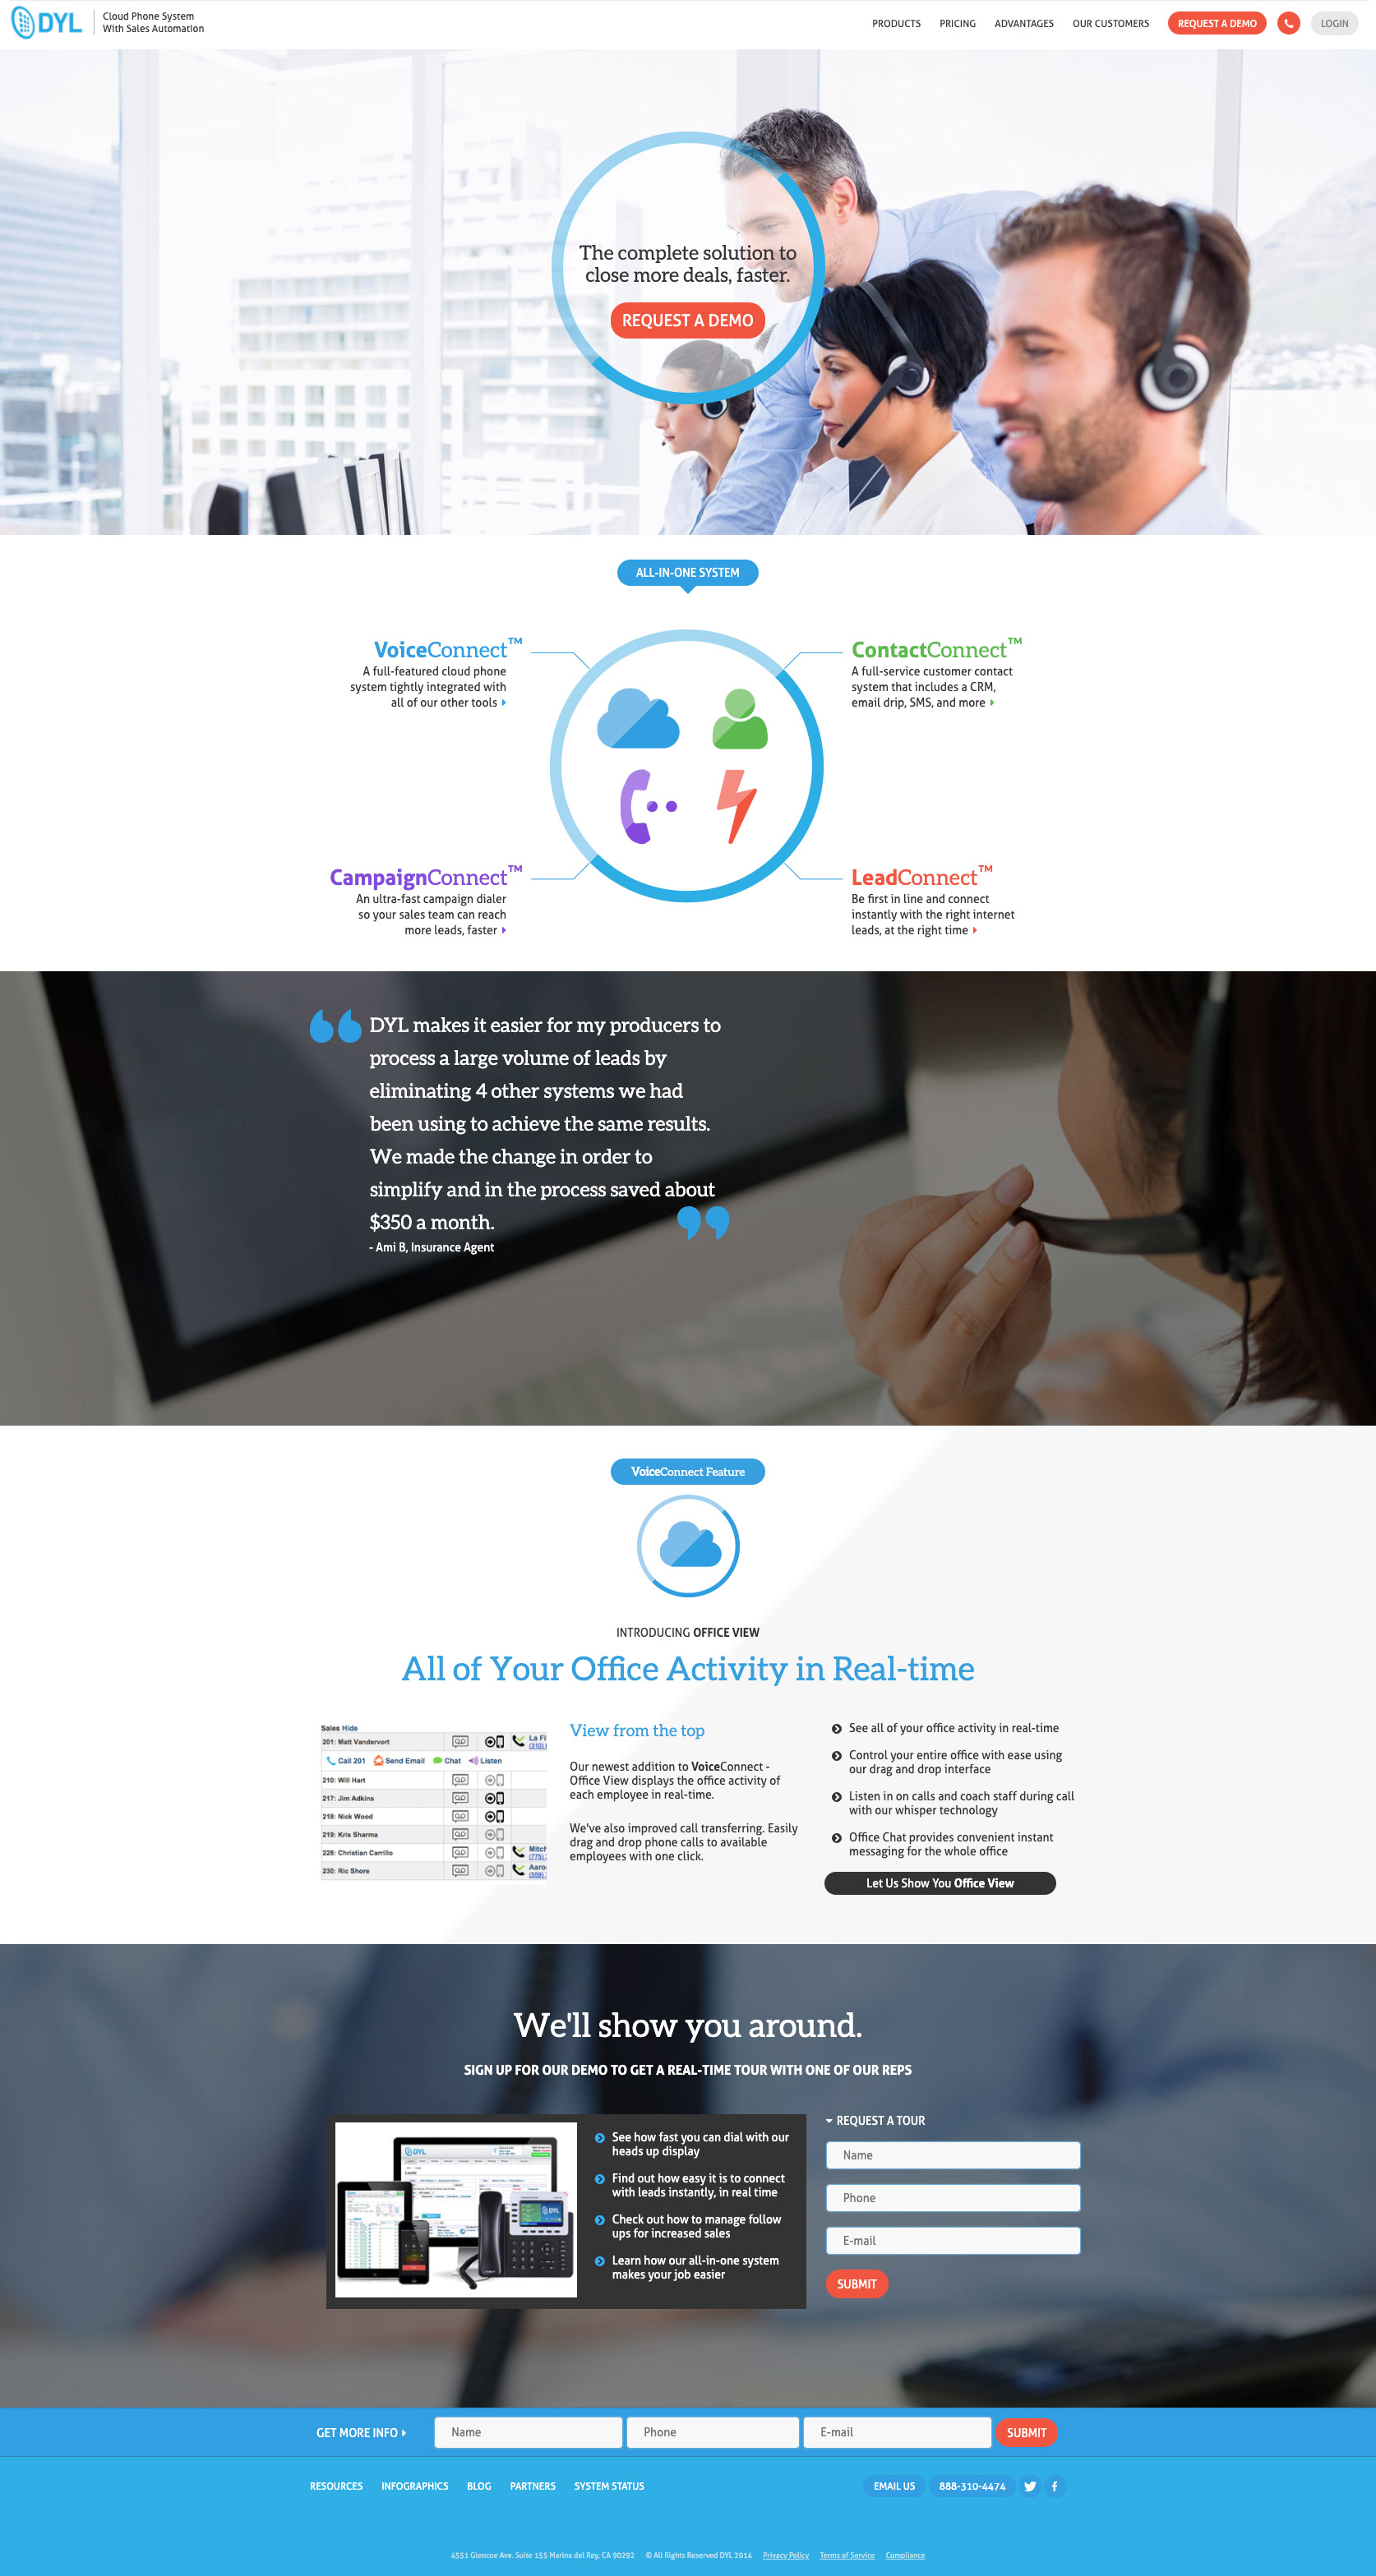 DYL
Cloud Phone System
With Sales Automation
PRODUCTS
PRICING
ADVANTAGES
OUR CUSTOMERS
REQUEST A DEMO
LOGIN
The complete solution to
close more deals, faster.
REQUEST A DEMO
ALL-IN-ONE SYSTEM
VoiceConnect™
A full-featured cloud phone
system tightly integrated with
all of our other tools
ContactConnect™
A full-service customer contact
system that includes a CRM,
email drip, SMS, and more
CampaignConnect™
An ultra-fast campaign dialer
so your sales team can reach
more leads, faster
LeadConnect™
Be first in line and connect
instantly with the right internet
leads, at the right time
DYL makes it easier for my producers to
process a large volume of leads by
eliminating 4 other systems we had
been using to achieve the same results.
We made the change in order to
simplify and in the process saved about
$350 a month.
- Ami B, Insurance Agent
VoiceConnect Feature
INTRODUCING OFFICE VIEW
All of Your Office Activity in Real-time
Sales Hide
201: Matt Vandervort
La Fi
(310)
Call 201 Send Email Chat Listen
210: Will Hart
217: Jim Adkins
218: Nick Wood
219: Kris Sharma
228: Christian Carrillo
Mitch
(775)
230: Ric Shore
Aaro
(559)
View from the top
Our newest addition to VoiceConnect -
Office View displays the office activity of
each employee in real-time.
We've also improved call transferring. Easily
drag and drop phone calls to available
employees with one click.
See all of your office activity in real-time
Control your entire office with ease using
our drag and drop interface
Listen in on calls and coach staff during call
with our whisper technology
Office Chat provides convenient instant
messaging for the whole office
Let Us Show You Office View
We'll show you around.
SIGN UP FOR OUR DEMO TO GET A REAL-TIME TOUR WITH ONE OF OUR REPS
DYL
Leads
DYL
See how fast you can dial with our
heads up display
Find out how easy it is to connect
with leads instantly, in real time
Check out how to manage follow
ups for increased sales
Learn how our all-in-one system
makes your job easier
REQUEST A TOUR
Name
Phone
E-mail
SUBMIT
GET MORE INFO
Name
Phone
E-mail
SUBMIT
RESOURCES
INFOGRAPHICS
BLOG
PARTNERS
SYSTEM STATUS
EMAIL US
888-310-4474
4551 Glencoe Ave. Suite 155 Marina del Rey, CA 90292
© All Rights Reserved DYL 2014
Privacy Policy
Terms of Service
Compliance